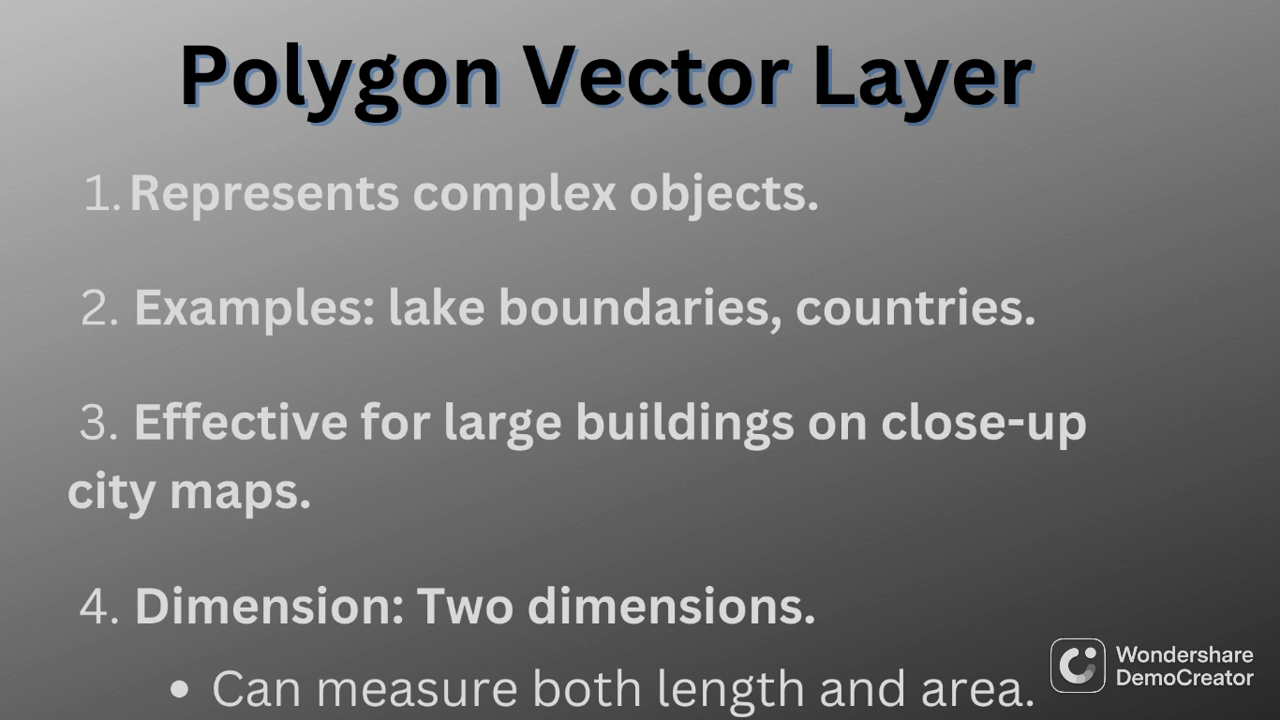 Polygon Vector Layer
1. Represents complex objects.
2. Examples: lake boundaries, countries.
3. Effective for large buildings on close-up
city maps.
4. Dimension: Two dimensions.
• Can measure both length and area.
Wondershare
DemoCreator